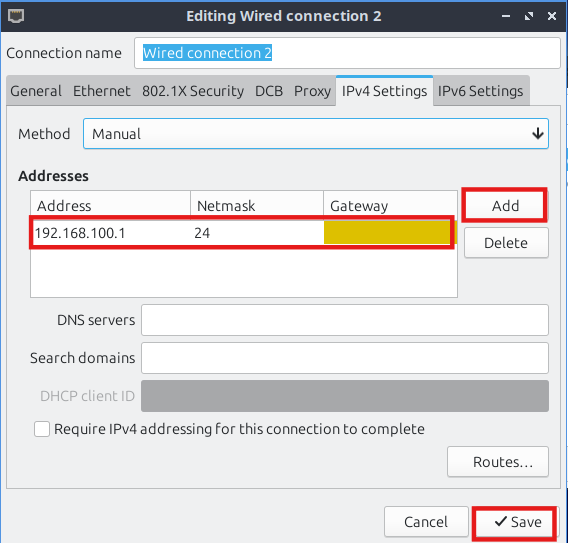 Editing Wired connection 2
Connection name Wired connection 2
General Ethernet 802.1X Security DCB Proxy IPv4 Settings IPv6 Settings
Method Manual
Addresses
Address Netmask Gateway Add
192.168.100.1 24
Delete
DNS servers
Search domains
DHCP client ID
Require IPv4 addressing for this connection to complete
Routes...
Cancel Save